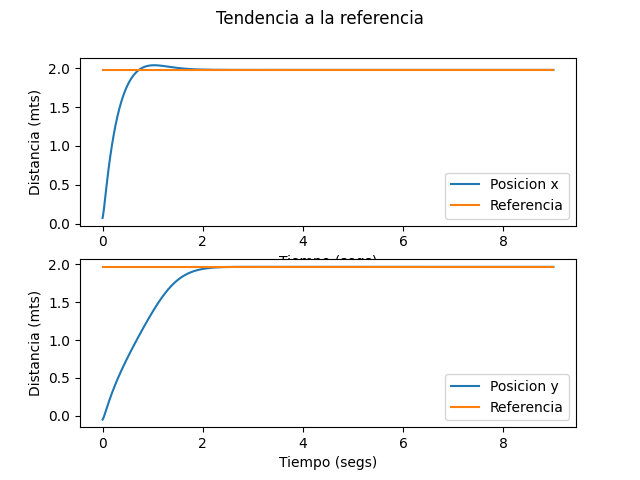 Tendencia a la referencia
2.0
1.5
1.0
0.5
0.0
Distancia (mts)
Posicion x
Referencia
0 2 4 6 8
Tiempo (segs)
2.0
1.5
1.0
0.5
0.0
Distancia (mts)
Posicion y
Referencia
0 2 4 6 8
Tiempo (segs)